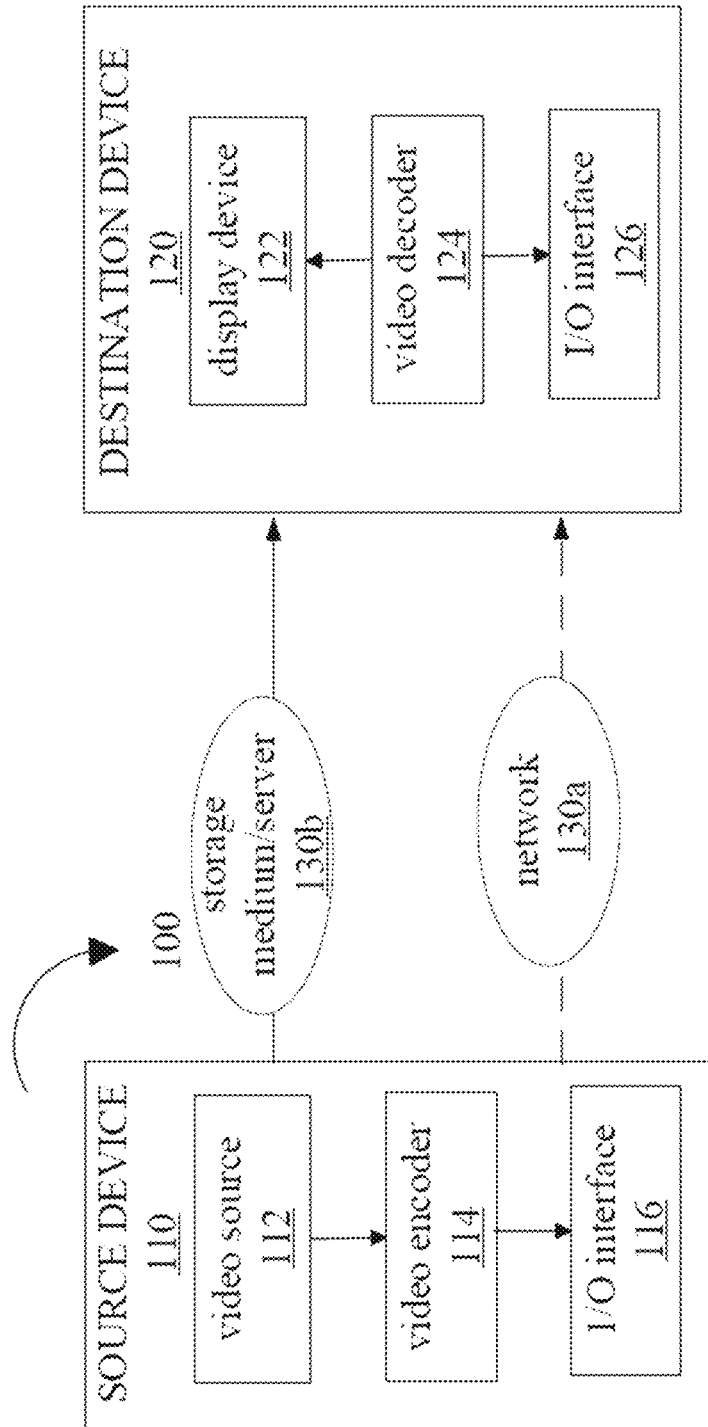 SOURCE DEVICE
110
video source
112
video encoder
114
I/O interface
116
100
storage
medium/server
130b
network
130a
DESTINATION DEVICE
120
display device
122
video decoder
124
I/O interface
126